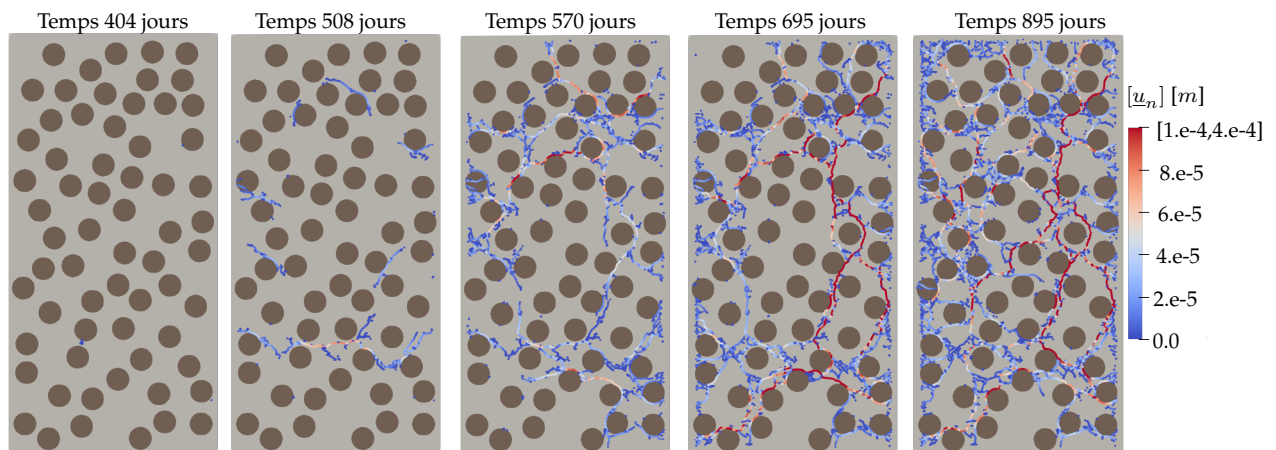 Temps 404 jours
Temps 508 jours
Temps 570 jours
Temps 695 jours
Temps 895 jours
[u_n] [m]
[1.e-4,4.e-4]
8.e-5
6.e-5
4.e-5
2.e-5
0.0